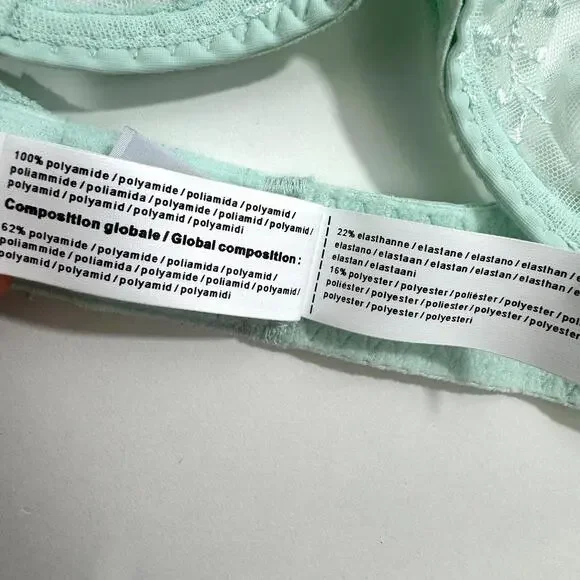 100% polyamide / polyamide / poliamida / polyamid /
poliammide / poliamida / polyamide / poliamid / polyamid /
polyamid / polyamid / polyamid / polyamidi
Composition globale / Global composition :
62% polyamide / polyamide / poliamida / polyamid /
poliammide / poliamida / polyamide / poliamid / polyamid /
polyamid / polyamid / polyamid / polyamidi
22% elasthanne / elastane / elastano / elasthan /
elastano / elastaan / elastan / elastan / elasthan /
elastan / elastaani
16% polyester / polyester / poliéster / polyester /
poliéster / polyester / poliester / polyester / polyester
polyester / polyester / polyesteri